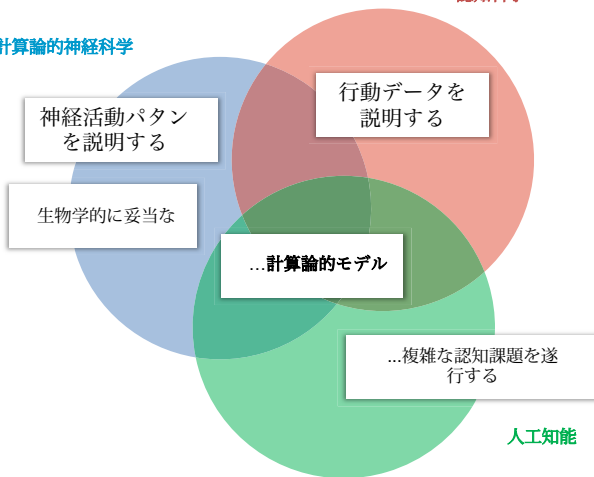 計算論的神経科学
行動データを
説明する
神経活動パタン
を説明する
生物学的に妥当な
…計算論的モデル
…複雑な認知課題を遂
行する
人工知能